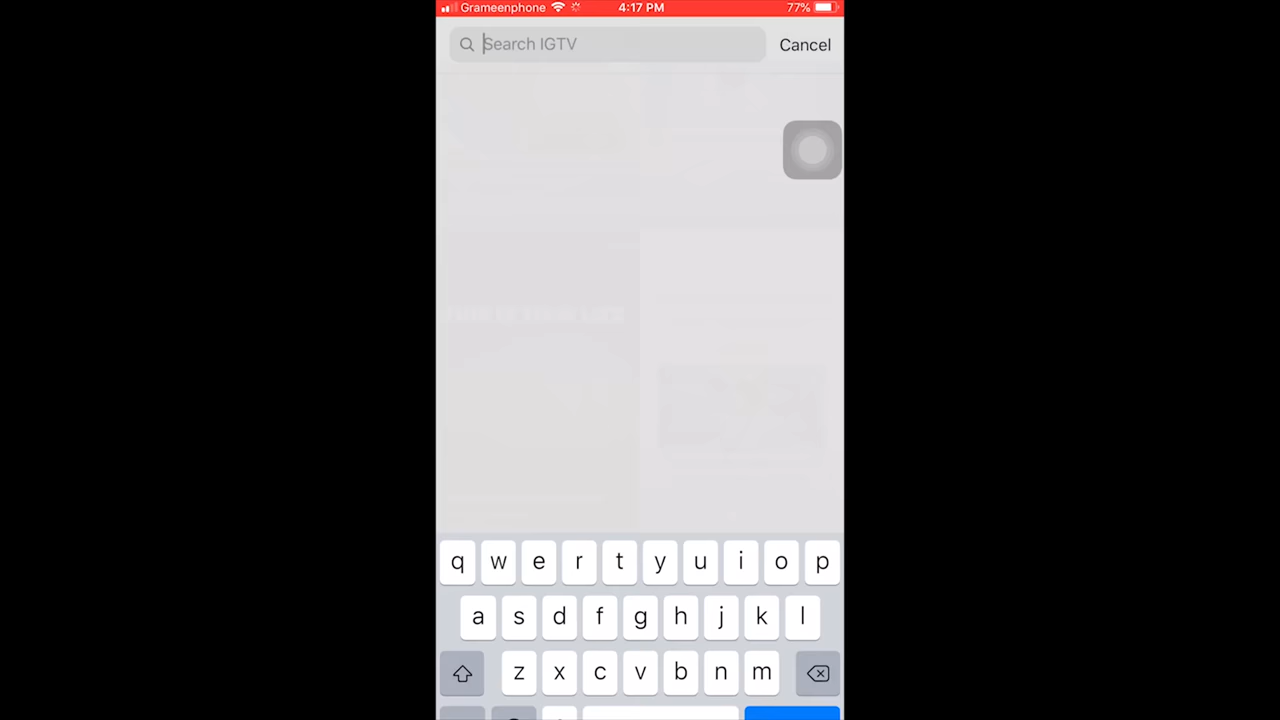 Grameenphone 4:17 PM 77%
Search IGTV Cancel
q w e r t y u i o p
a s d f g h j k l
z x c v b n m